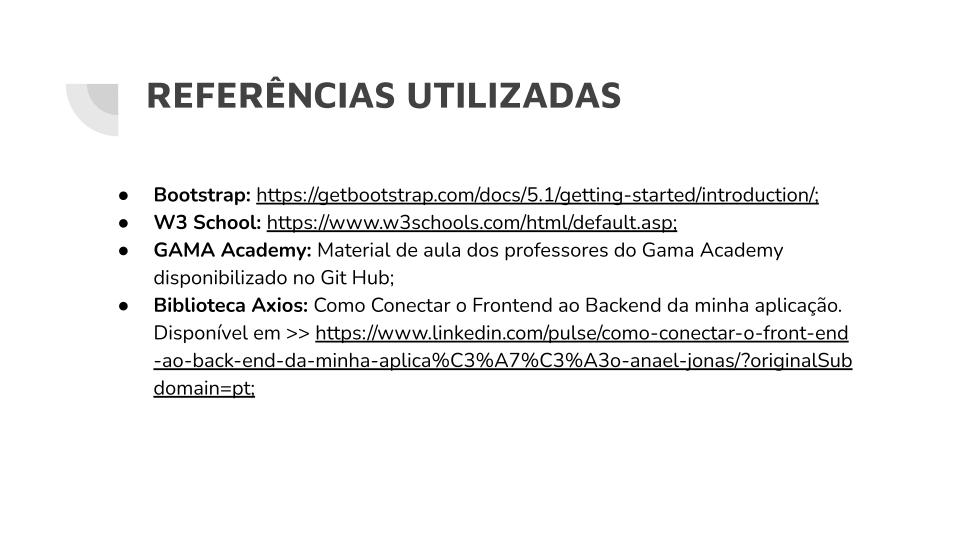 REFERÊNCIAS UTILIZADAS
● Bootstrap: https://getbootstrap.com/docs/5.1/getting-started/introduction/;
● W3 School: https://www.w3schools.com/html/default.asp;
● GAMA Academy: Material de aula dos professores do Gama Academy
disponibilizado no Git Hub;
● Biblioteca Axios: Como Conectar o Frontend ao Backend da minha aplicação.
Disponível em >> https://www.linkedin.com/pulse/como-conectar-o-front-end
-ao-back-end-da-minha-aplica%C3%A7%C3%A3o-anael-jonas/?originalSub
domain=pt;